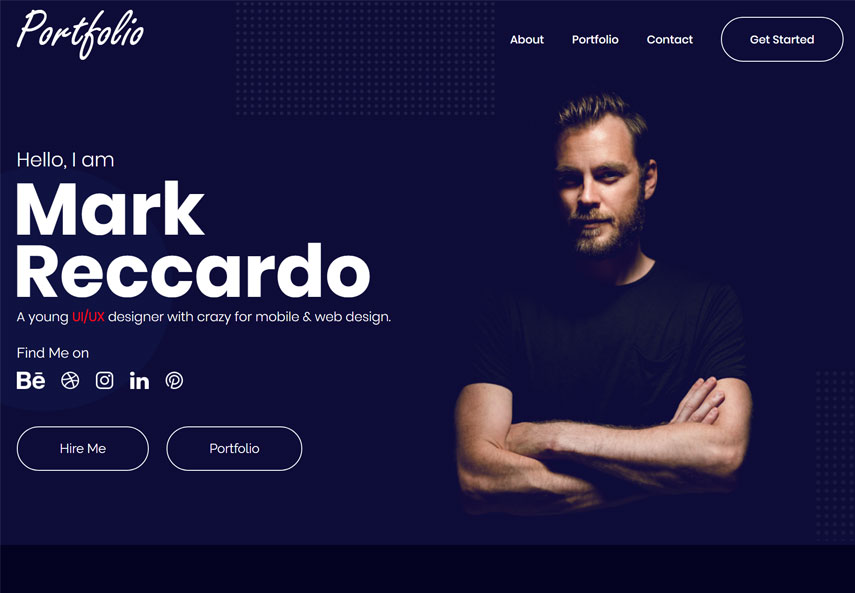 Portfolio
About Portfolio Contact Get Started
Hello, I am
Mark
Reccardo
A young UI/UX designer with crazy for mobile & web design.
Find Me on
Bē in
Hire Me Portfolio